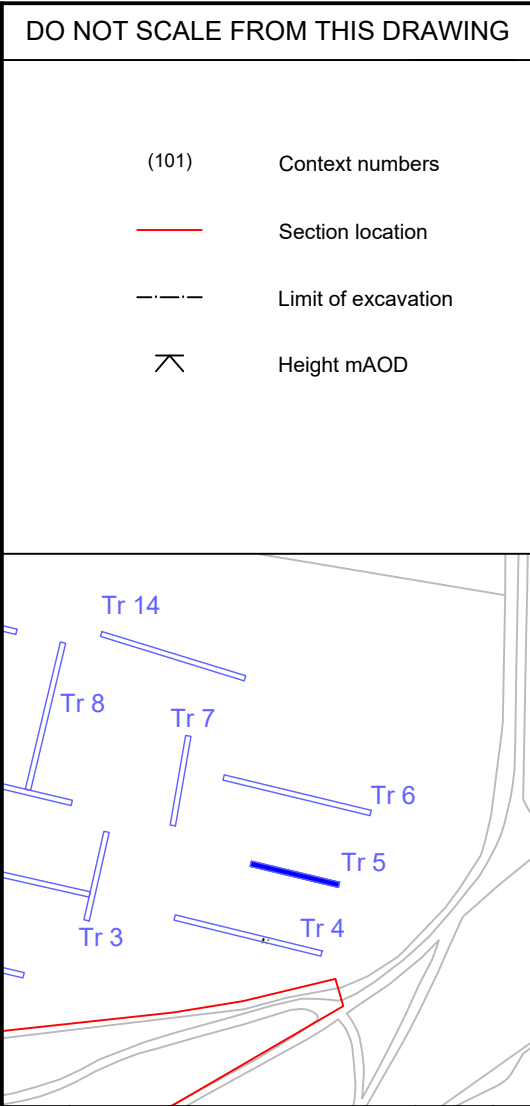 DO NOT SCALE FROM THIS DRAWING
(101) Context numbers
Section location
Limit of excavation
Height mAOD
Tr 14
Tr 8
Tr 7
Tr 6
Tr 5
Tr 4
Tr 3